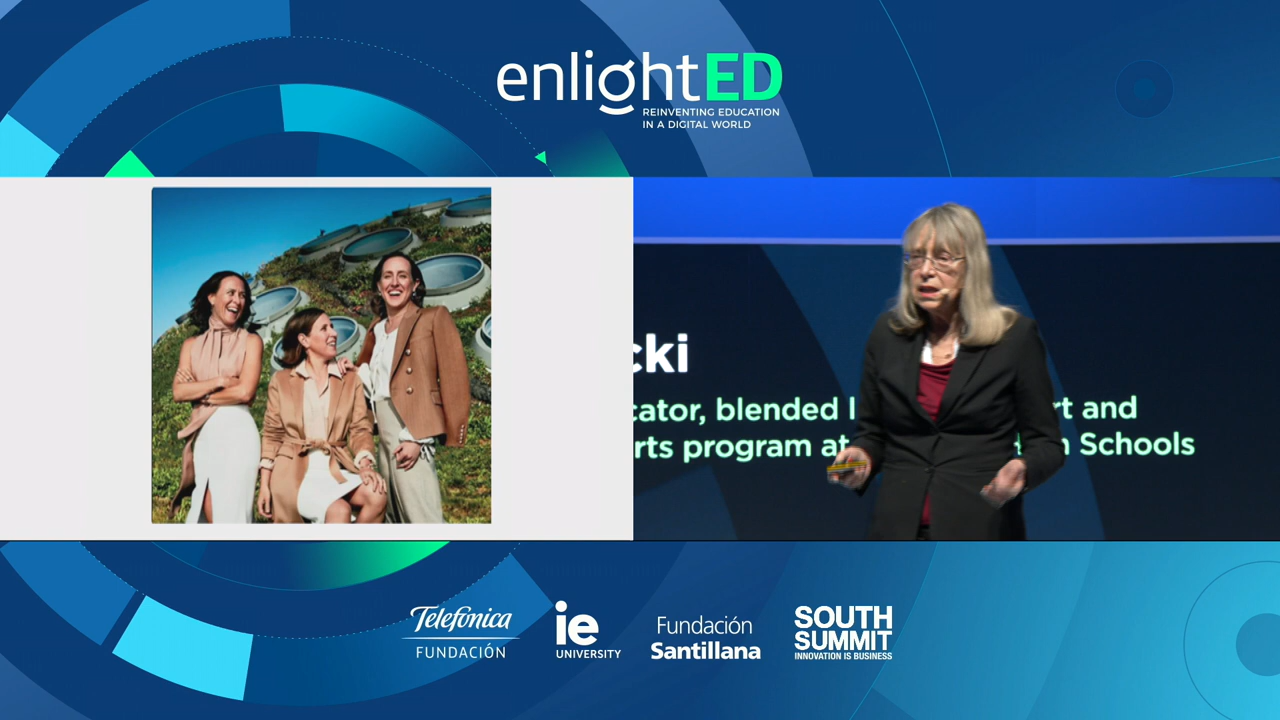 enlightED
REINVENTING EDUCATION
IN A DIGITAL WORLD
cki
cator, blended l rt and
rts program at Schools
Telefónica
FUNDACIÓN
ie
UNIVERSITY
Fundación
Santillana
SOUTH
SUMMIT
INNOVATION IS BUSINESS